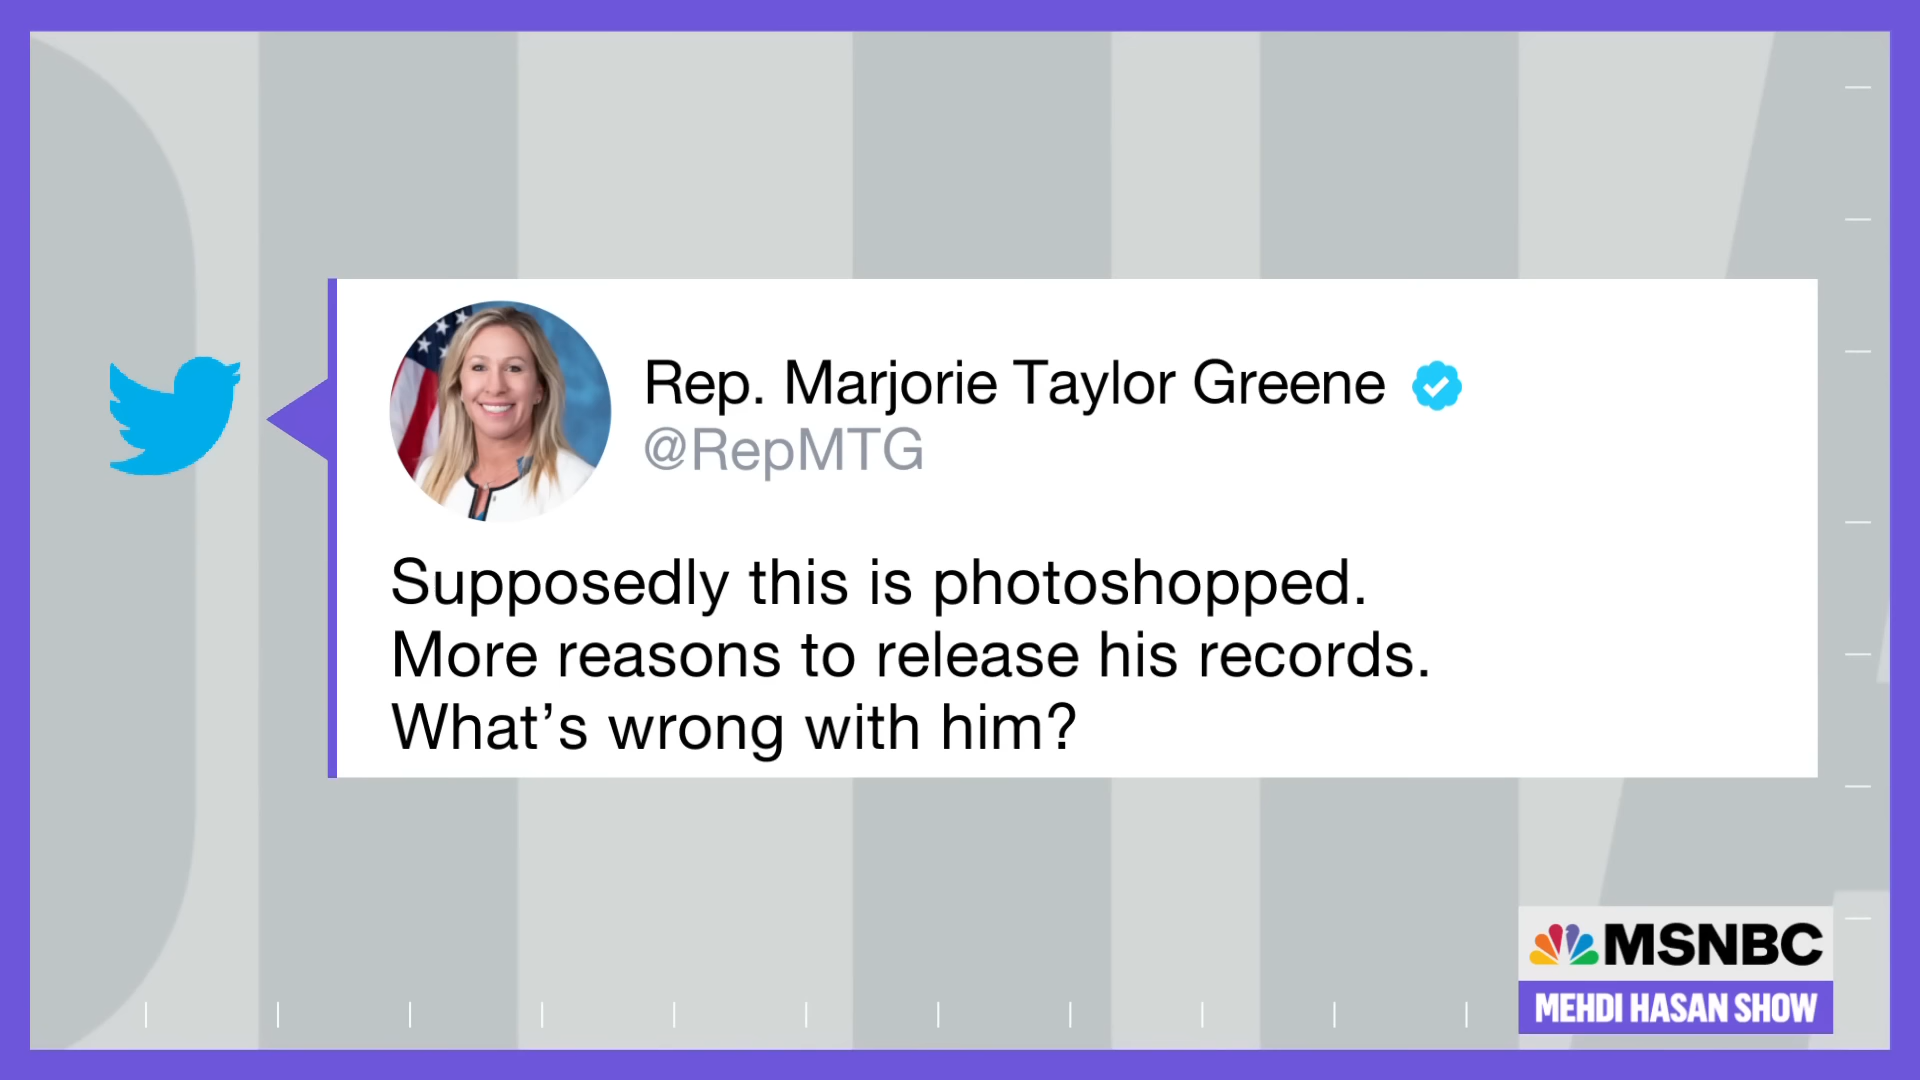 Rep. Marjorie Taylor Greene
@RepMTG
Supposedly this is photoshopped.
More reasons to release his records.
What’s wrong with him?
MSNBC
MEHDI HASAN SHOW